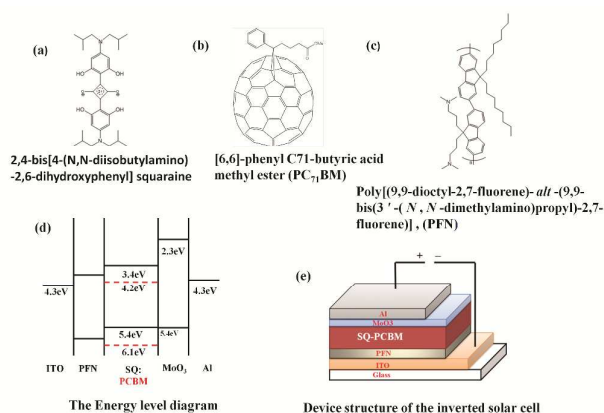 (a)
N
N
HO
OH
HO
OH
2,4-bis[4-(N,N-diisobutylamino)
-2,6-dihydroxyphenyl] squaraine
(b)
[6,6]-phenyl C71-butyric acid
methyl ester (PC71BM)
(c)
Poly[(9,9-dioctyl-2,7-fluorene)- alt -(9,9-
bis(3 ′ -( N , N -dimethylamino)propyl)-2,7-
fluorene)] , (PFN)
(d)
2.3eV
3.4eV
4.3eV
4.2eV
4.3eV
5.4eV
5.4eV
6.1eV
ITO PFN SQ: MoO3 Al
PCBM
The Energy level diagram
(e)
+ −
Al
MoO3
SQ-PCBM
PFN
ITO
Glass
Device structure of the inverted solar cell